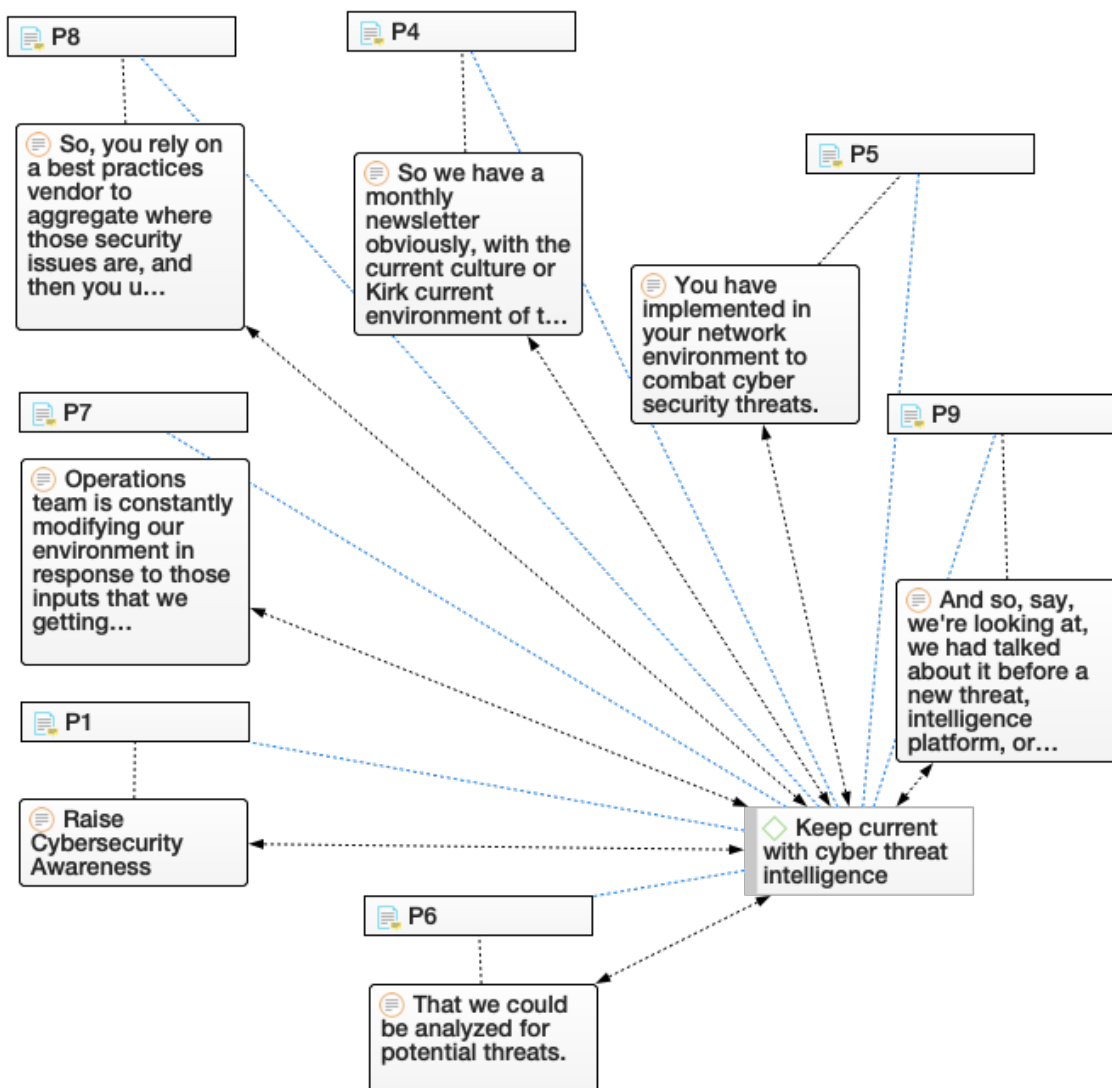 P8
So, you rely on
a best practices
vendor to
aggregate where
those security
issues are, and
then you u...
P4
So we have a
monthly
newsletter
obviously, with the
current culture or
Kirk current
environment of t...
P5
You have
implemented in
your network
environment to
combat cyber
security threats.
P7
Operations
team is constantly
modifying our
environment in
response to those
inputs that we
getting...
P9
And so, say,
we're looking at,
we had talked
about it before a
new threat,
intelligence
platform, or...
P1
Raise
Cybersecurity
Awareness
Keep current
with cyber threat
intelligence
P6
That we could
be analyzed for
potential threats.